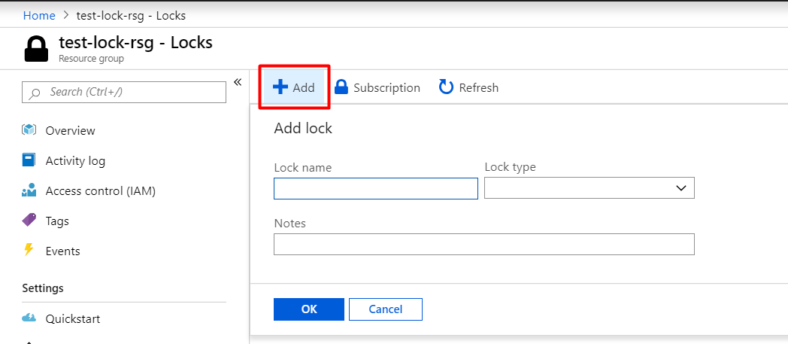 Home > test-lock-rsg - Locks
test-lock-rsg - Locks
Resource group
Search (Ctrl+/)
«
Add
Subscription
Refresh
Overview
Activity log
Access control (IAM)
Tags
Events
Settings
Quickstart
Add lock
Lock name
Lock type
Notes
OK
Cancel